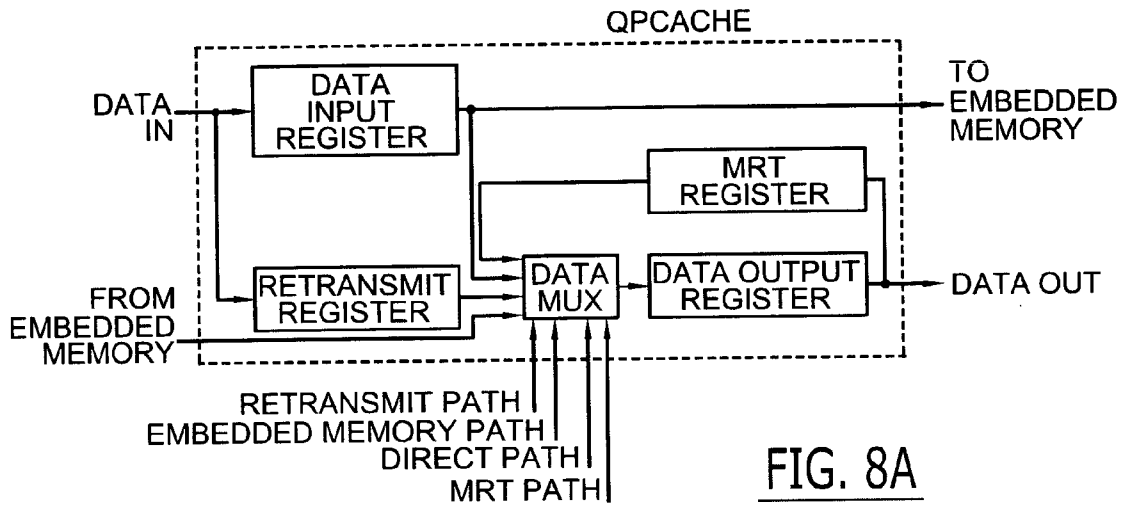 QPCACHE
DATA
IN
DATA
INPUT
REGISTER
TO
EMBEDDED
MEMORY
MRT
REGISTER
FROM
EMBEDDED
MEMORY
RETRANSMIT
REGISTER
DATA
MUX
DATA OUTPUT
REGISTER
DATA OUT
RETRANSMIT PATH
EMBEDDED MEMORY PATH
DIRECT PATH
MRT PATH
FIG. 8A